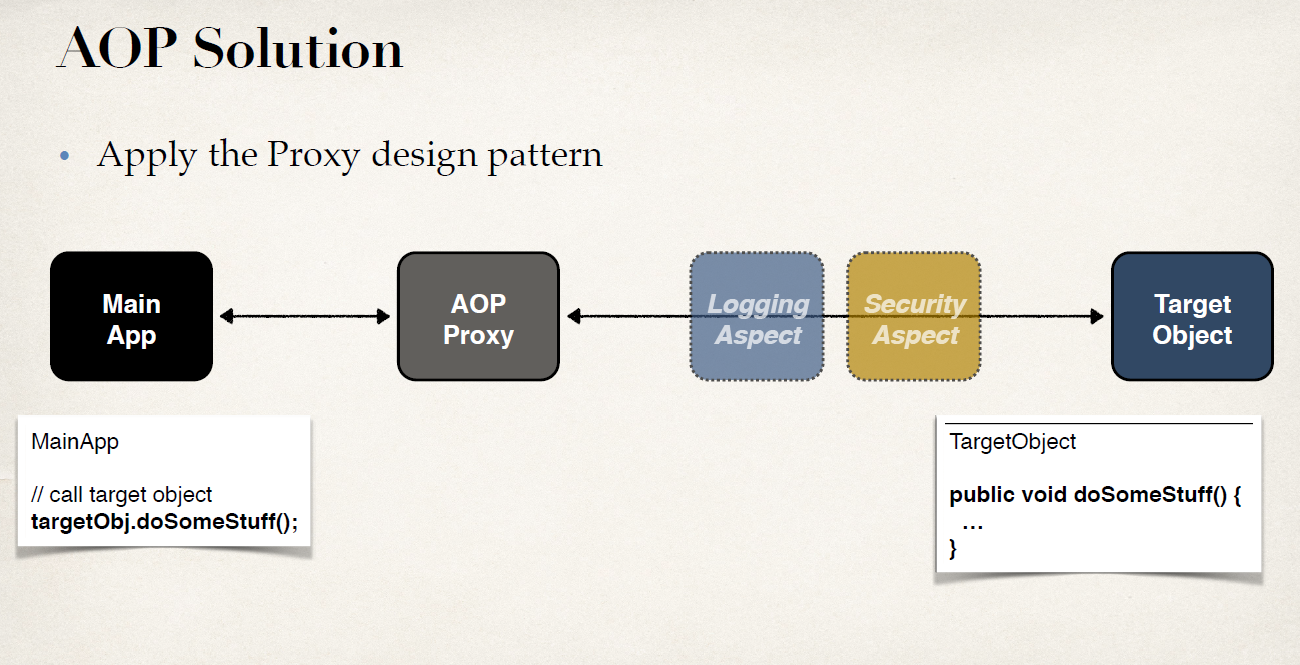 AOP Solution
• Apply the Proxy design pattern
Main
App
AOP
Proxy
Logging
Aspect
Security
Aspect
Target
Object
MainApp
// call target object
targetObj.doSomeStuff();
TargetObject
public void doSomeStuff() {
...
}